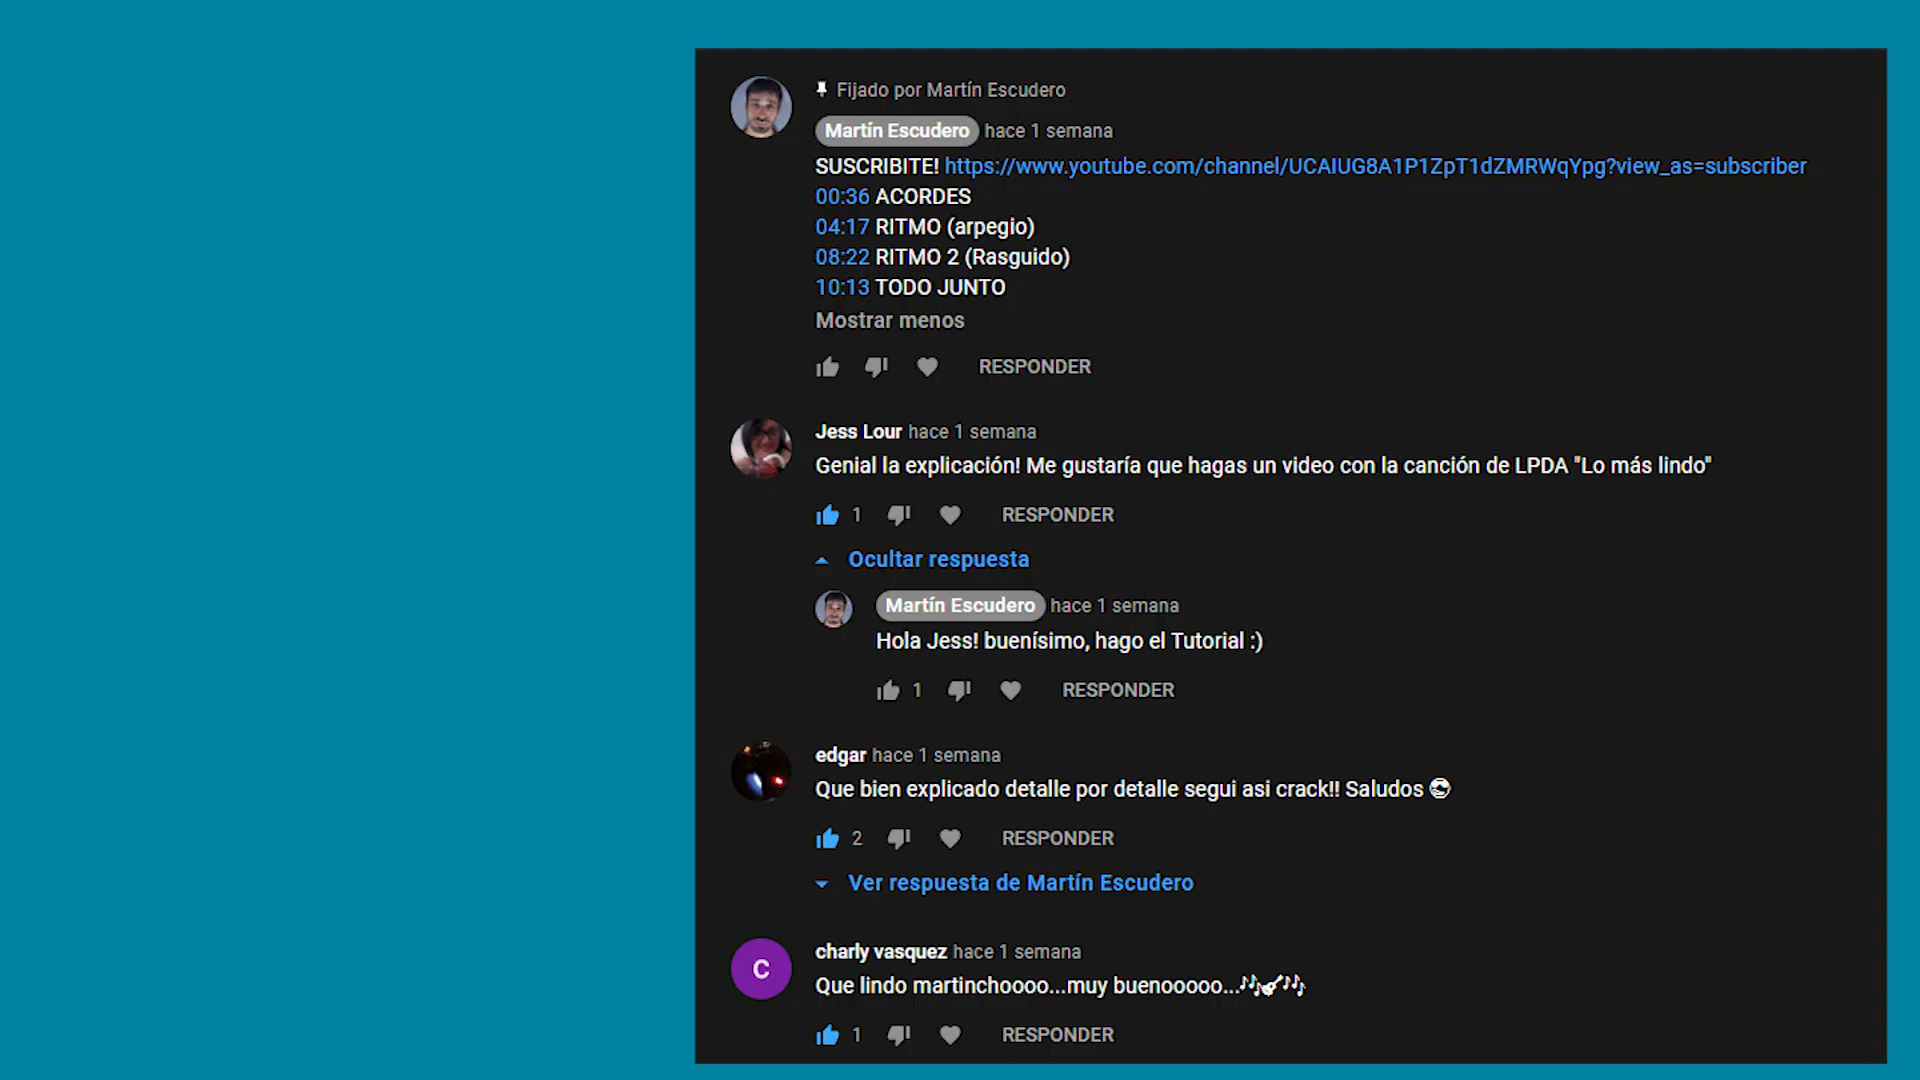 Fijado por Martín Escudero
Martín Escudero hace 1 semana
SUSCRIBITE! https://www.youtube.com/channel/UCAIUG8A1P1ZpT1dZMRWqYpg?view_as=subscriber
00:36 ACORDES
04:17 RITMO (arpegio)
08:22 RITMO 2 (Rasguido)
10:13 TODO JUNTO
Mostrar menos
RESPONDER
Jess Lour hace 1 semana
Genial la explicación! Me gustaría que hagas un video con la canción de LPDA "Lo más lindo"
1 RESPONDER
Ocultar respuesta
Martín Escudero hace 1 semana
Hola Jess! buenísimo, hago el Tutorial :)
1 RESPONDER
edgar hace 1 semana
Que bien explicado detalle por detalle segui asi crack!! Saludos 😎
2 RESPONDER
Ver respuesta de Martín Escudero
C
charly vasquez hace 1 semana
Que lindo martinchoooo...muy buenooooo...🎶🎸🎶
1 RESPONDER